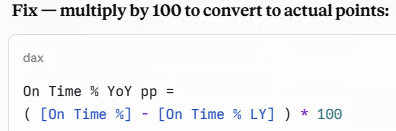 Fix — multiply by 100 to convert to actual points:
dax
On Time % YoY pp =
( [On Time %] - [On Time % LY] ) * 100